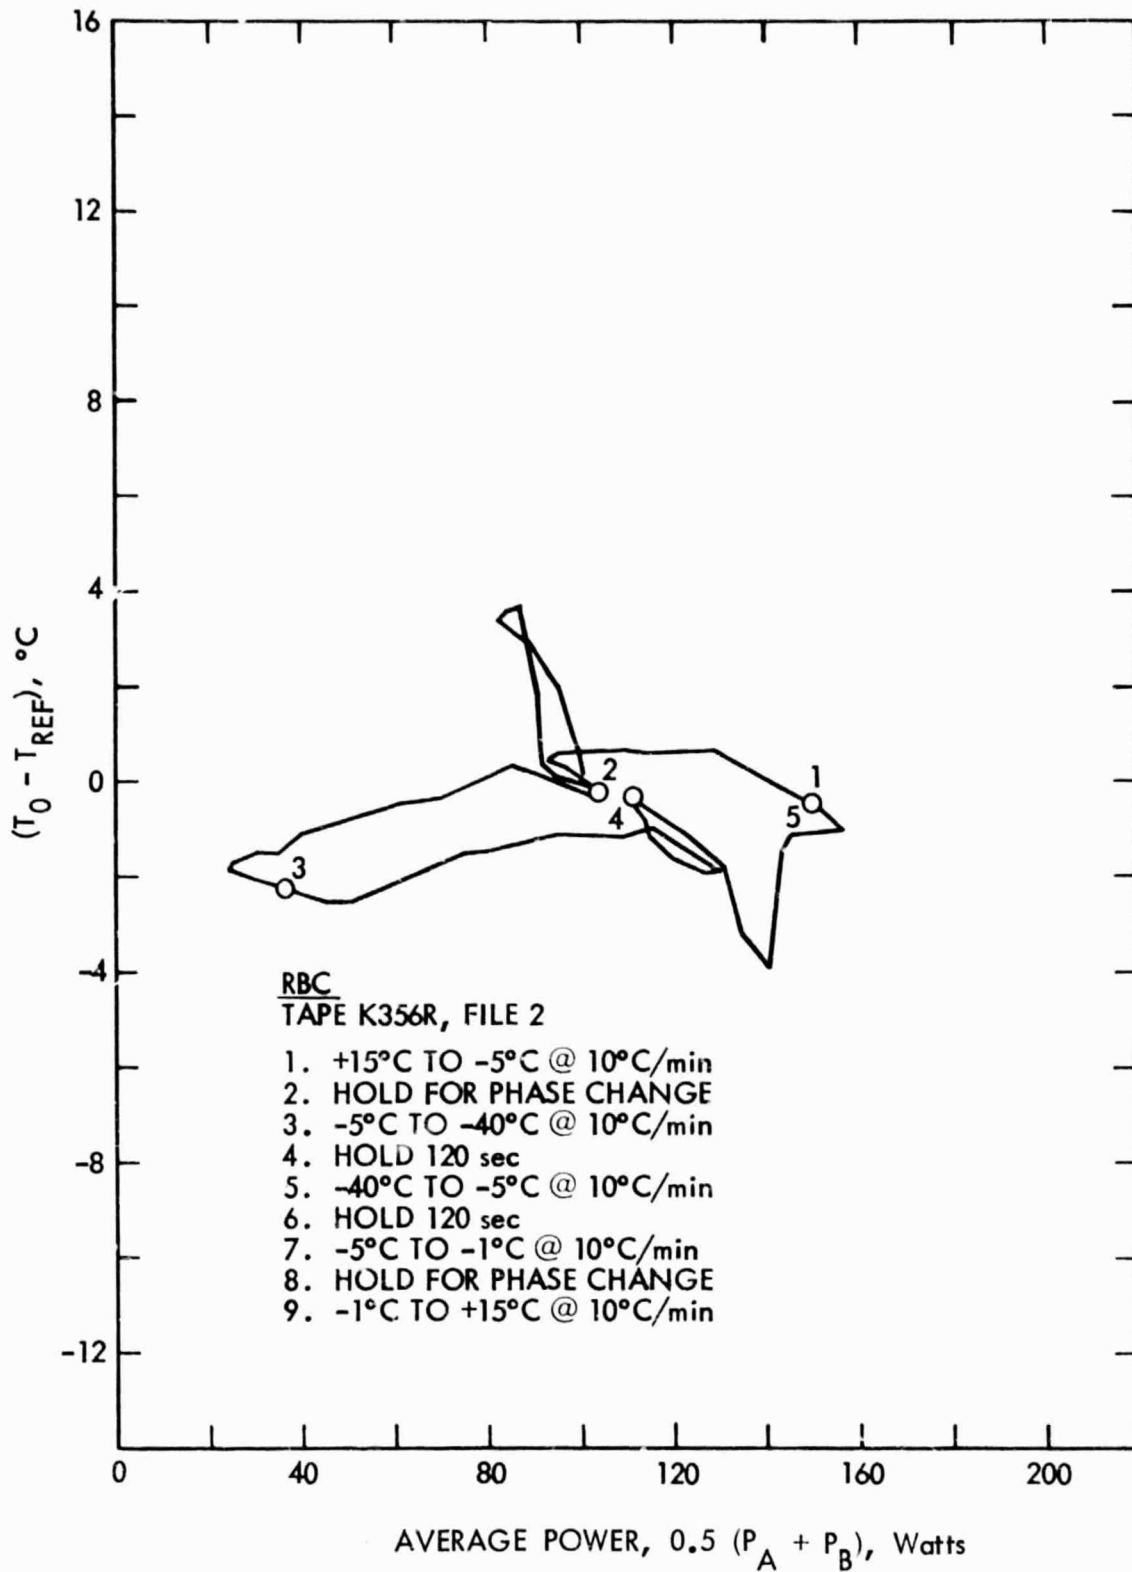 16
12
8
4
0
-4
-8
-12
(T0 - TREF), °C
1
2
3
4
5
RBC
TAPE K356R, FILE 2
1. +15°C TO -5°C @ 10°C/min
2. HOLD FOR PHASE CHANGE
3. -5°C TO -40°C @ 10°C/min
4. HOLD 120 sec
5. -40°C TO -5°C @ 10°C/min
6. HOLD 120 sec
7. -5°C TO -1°C @ 10°C/min
8. HOLD FOR PHASE CHANGE
9. -1°C TO +15°C @ 10°C/min
0 40 80 120 160 200
AVERAGE POWER, 0.5 (PA + PB), Watts